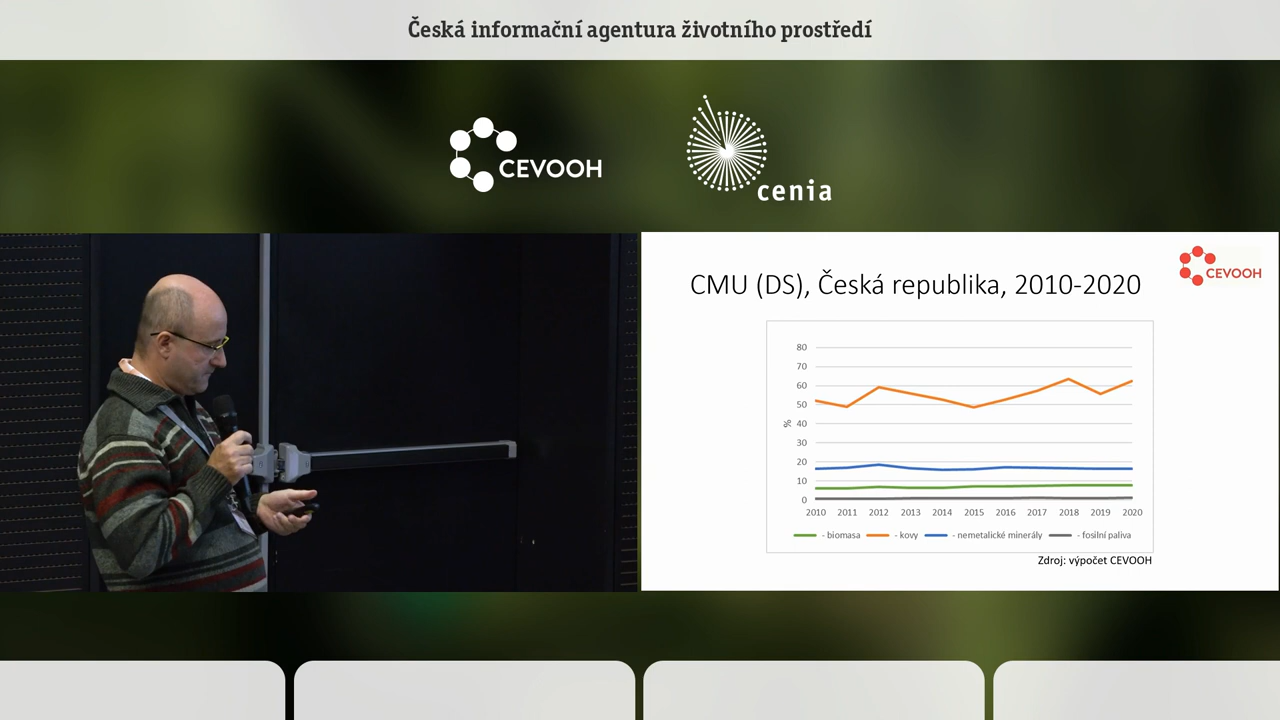 Česká informační agentura životního prostředí
CEVOOH
cenia
CEVOOH
CMU (DS), Česká republika, 2010-2020
80
70
60
50
40
30
20
10
0
%
2010 2011 2012 2013 2014 2015 2016 2017 2018 2019 2020
- biomasa - kovy - nemetalické minerály - fosilní paliva
Zdroj: výpočet CEVOOH